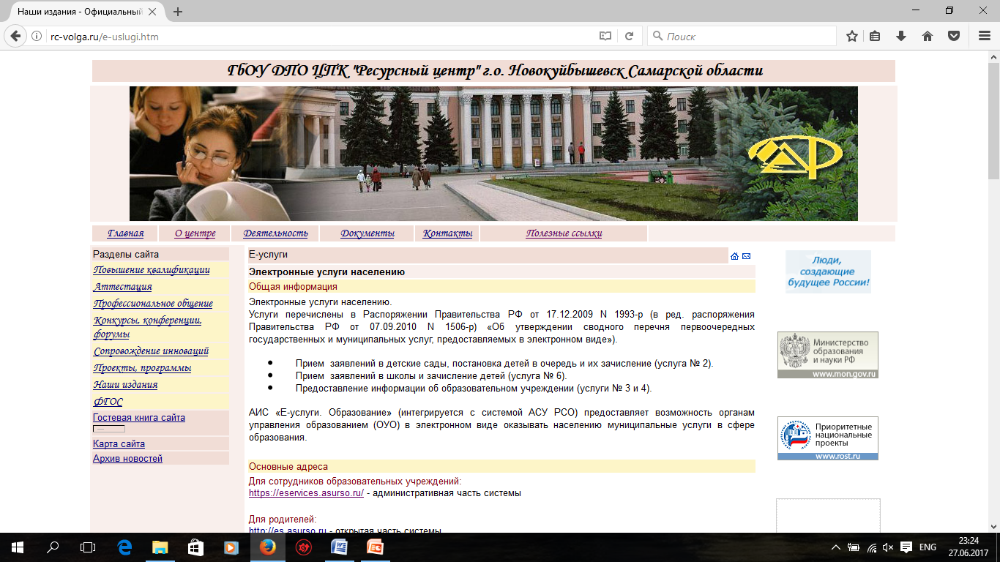 Наши издания - Официальный
rc-volga.ru/e-uslugi.htm
Поиск
ГбОУ ДПО ЦПК "Ресурсный центр" г.о. Новокуйбышевск Самарской области
Главная О центре Деятельность Документы Контакты Полезные ссылки
Разделы сайта
Повышение квалификации
Аттестация
Профессиональное общение
Конкурсы, конференции,
форумы
Сопровождение инноваций
Проекты, программы
Наши издания
ФГОС
Гостевая книга сайта
Карта сайта
Архив новостей
Е-услуги
Электронные услуги населению
Общая информация
Электронные услуги населению.
Услуги перечислены в Распоряжении Правительства РФ от 17.12.2009 N 1993-р (в ред. распоряжения
Правительства РФ от 07.09.2010 N 1506-р) «Об утверждении сводного перечня первоочередных
государственных и муниципальных услуг, предоставляемых в электронном виде»).
• Прием заявлений в детские сады, постановка детей в очередь и их зачисление (услуга № 2).
• Прием заявлений в школы и зачисление детей (услуга № 6).
• Предоставление информации об образовательном учреждении (услуги № 3 и 4).
АИС «Е-услуги. Образование» (интегрируется с системой АСУ РСО) предоставляет возможность органам
управления образованием (ОУО) в электронном виде оказывать населению муниципальные услуги в сфере
образования.
Основные адреса
Для сотрудников образовательных учреждений:
https://eservices.asurso.ru/ - административная часть системы
Для родителей:
http://es.asurso.ru - открытая часть системы
Люди,
создающие
будущее России!
Министерство
образования
и науки РФ
www.mon.gov.ru
Приоритетные
национальные
проекты
www.rost.ru
ENG
23:24
27.06.2017